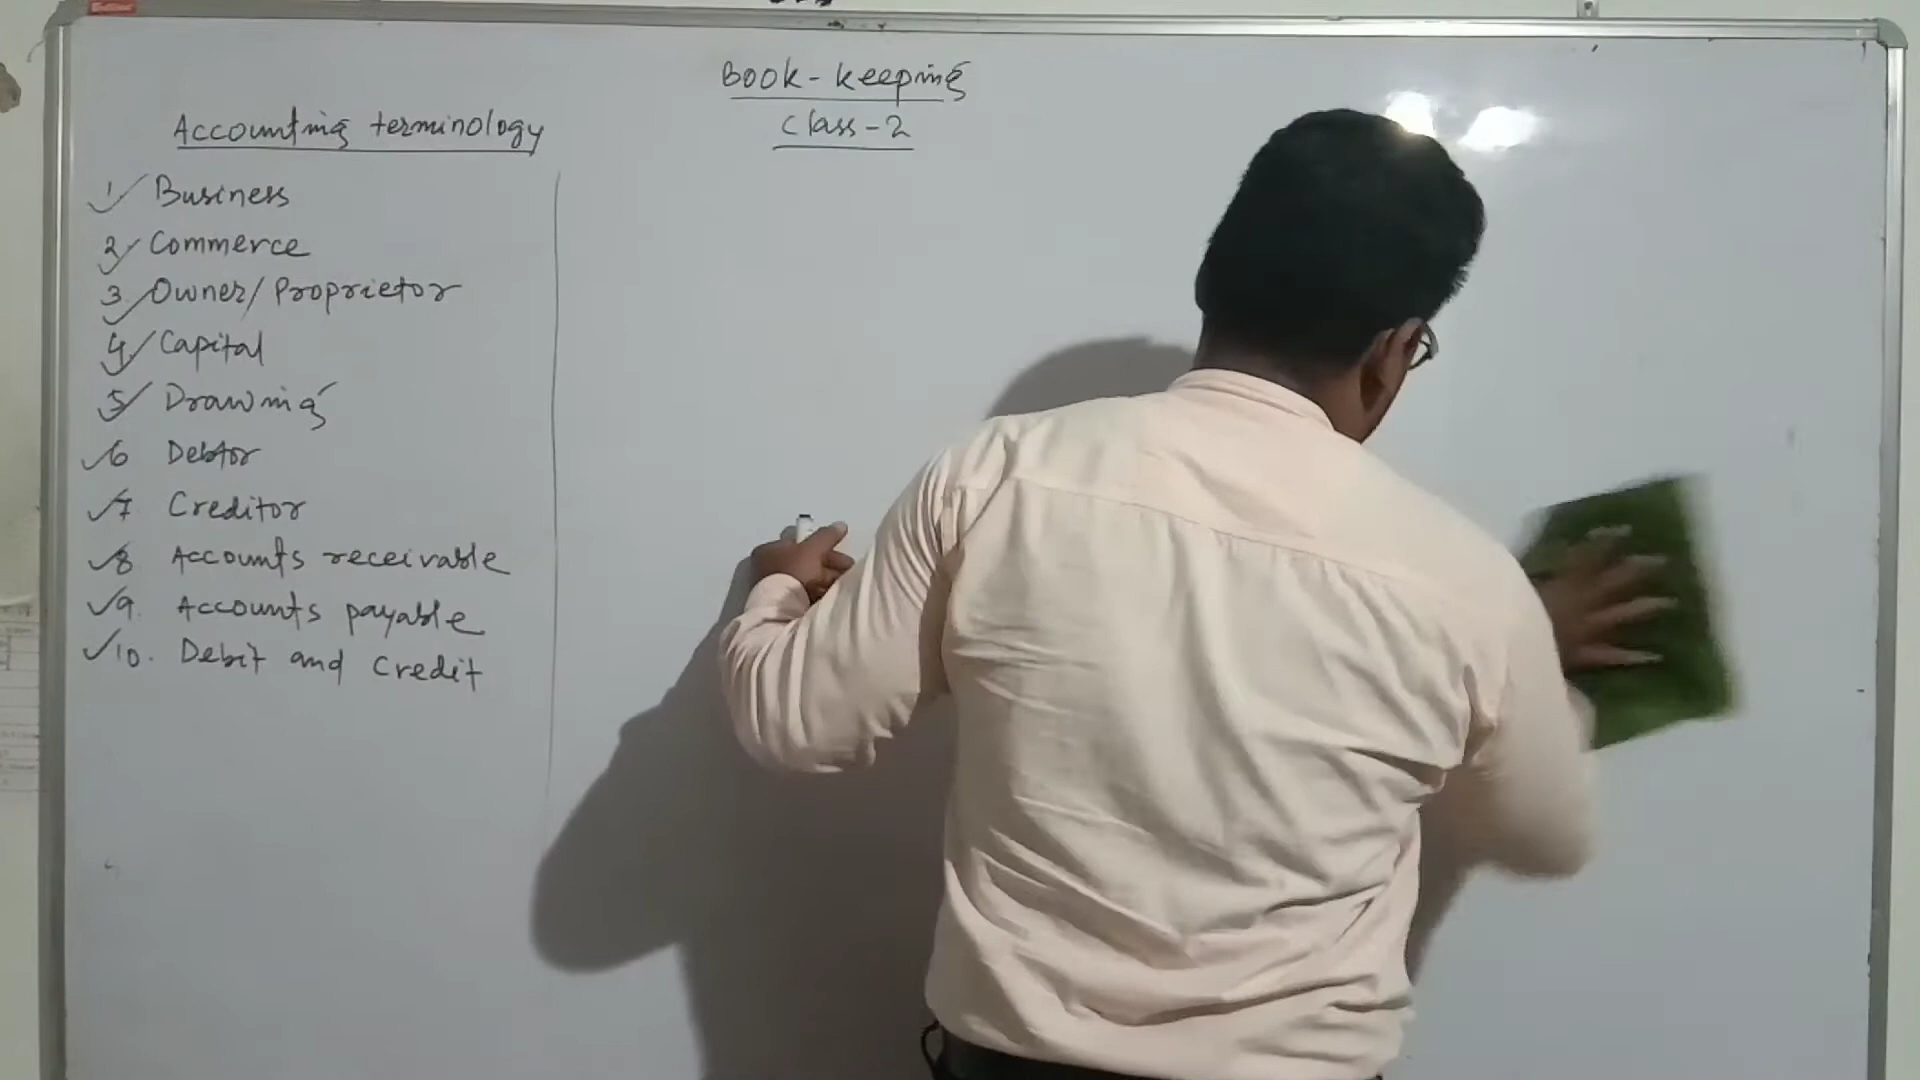 Book-keeping
Class-2
Accounting terminology
1 Business
2 Commerce
3. Owner/Proprietor
4 Capital
5 Drawing
6 Debtor
7. Creditor
8 Accounts receivable
9. Accounts payable
10. Debit and Credit